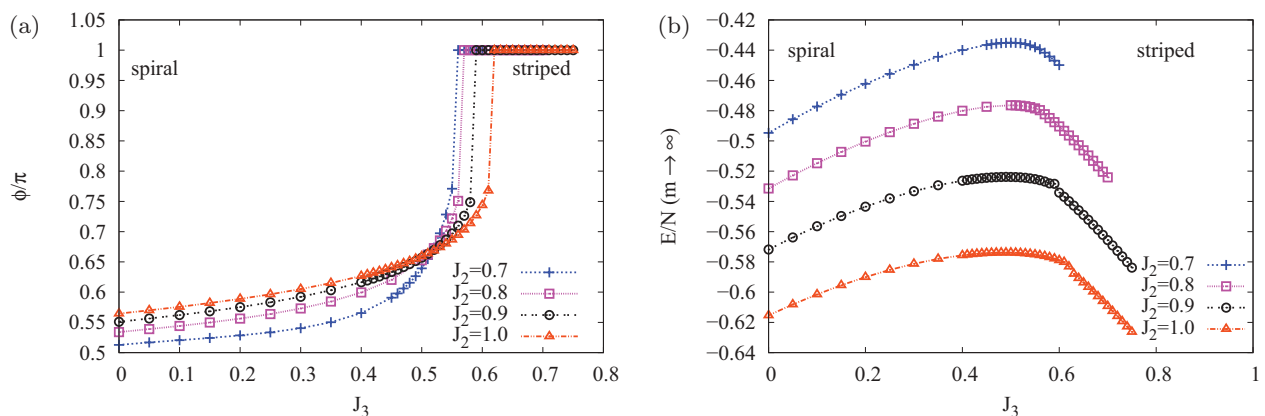 (a)
1.05
1
0.95
0.9
0.85
0.8
0.75
0.7
0.65
0.6
0.55
0.5
ϕ/π
spiral
striped
J2=0.7
J2=0.8
J2=0.9
J2=1.0
0 0.1 0.2 0.3 0.4 0.5 0.6 0.7 0.8
J3
(b)
−0.42
−0.44
−0.46
−0.48
−0.5
−0.52
−0.54
−0.56
−0.58
−0.6
−0.62
−0.64
E/N (m → ∞)
spiral
striped
J2=0.7
J2=0.8
J2=0.9
J2=1.0
0 0.2 0.4 0.6 0.8 1
J3